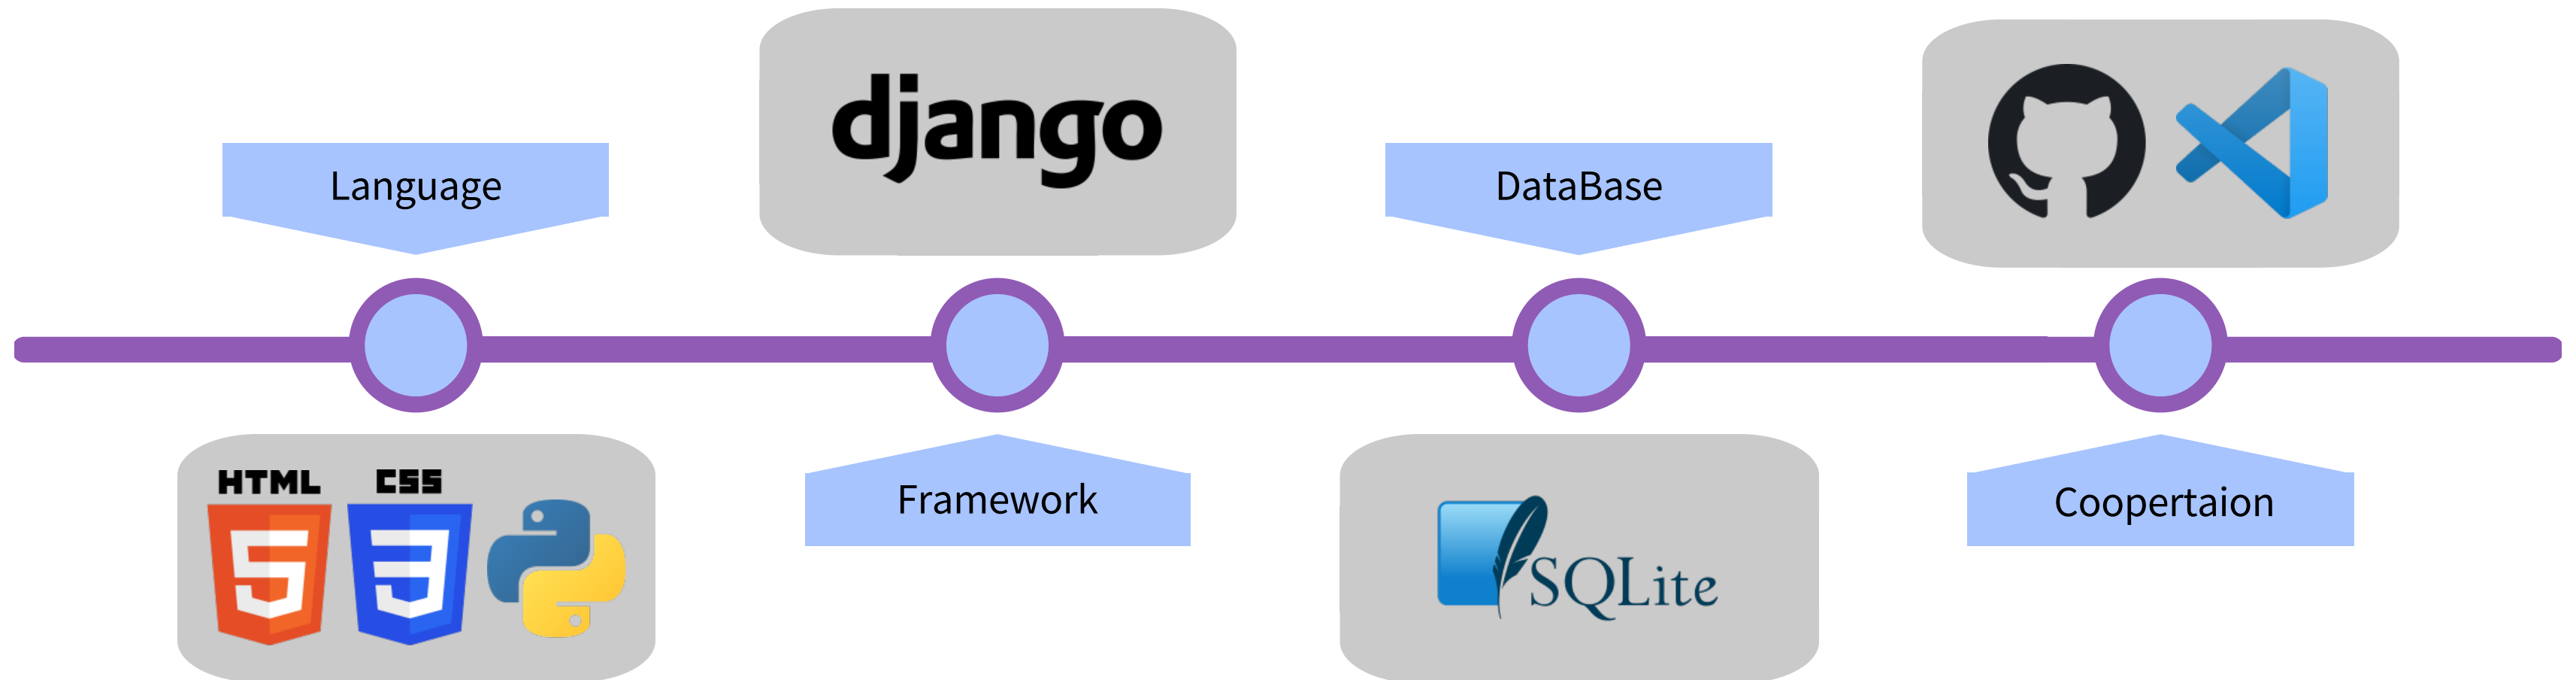 Language
django
DataBase
HTML CSS
Framework
SQLite
Coopertaion